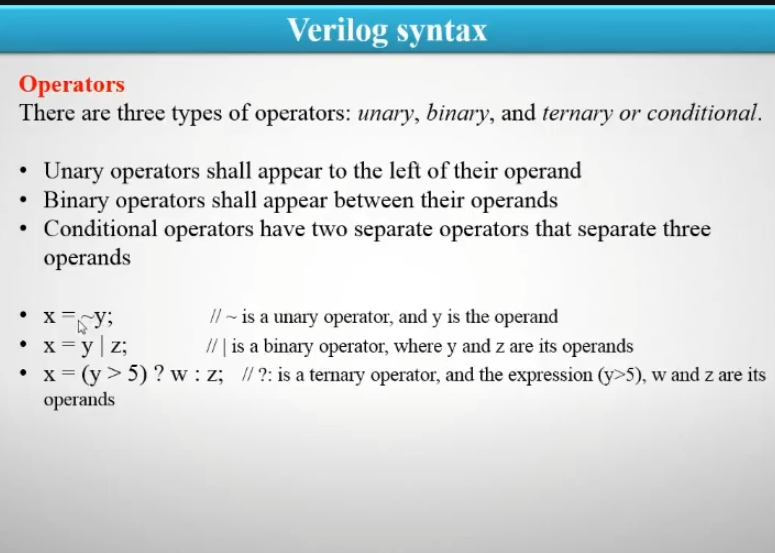 Verilog syntax
Operators
There are three types of operators: unary, binary, and ternary or conditional.
• Unary operators shall appear to the left of their operand
• Binary operators shall appear between their operands
• Conditional operators have two separate operators that separate three
operands
• x = ~y; // ~ is a unary operator, and y is the operand
• x = y | z; // | is a binary operator, where y and z are its operands
• x = (y > 5) ? w : z; // ?: is a ternary operator, and the expression (y>5), w and z are its
operands